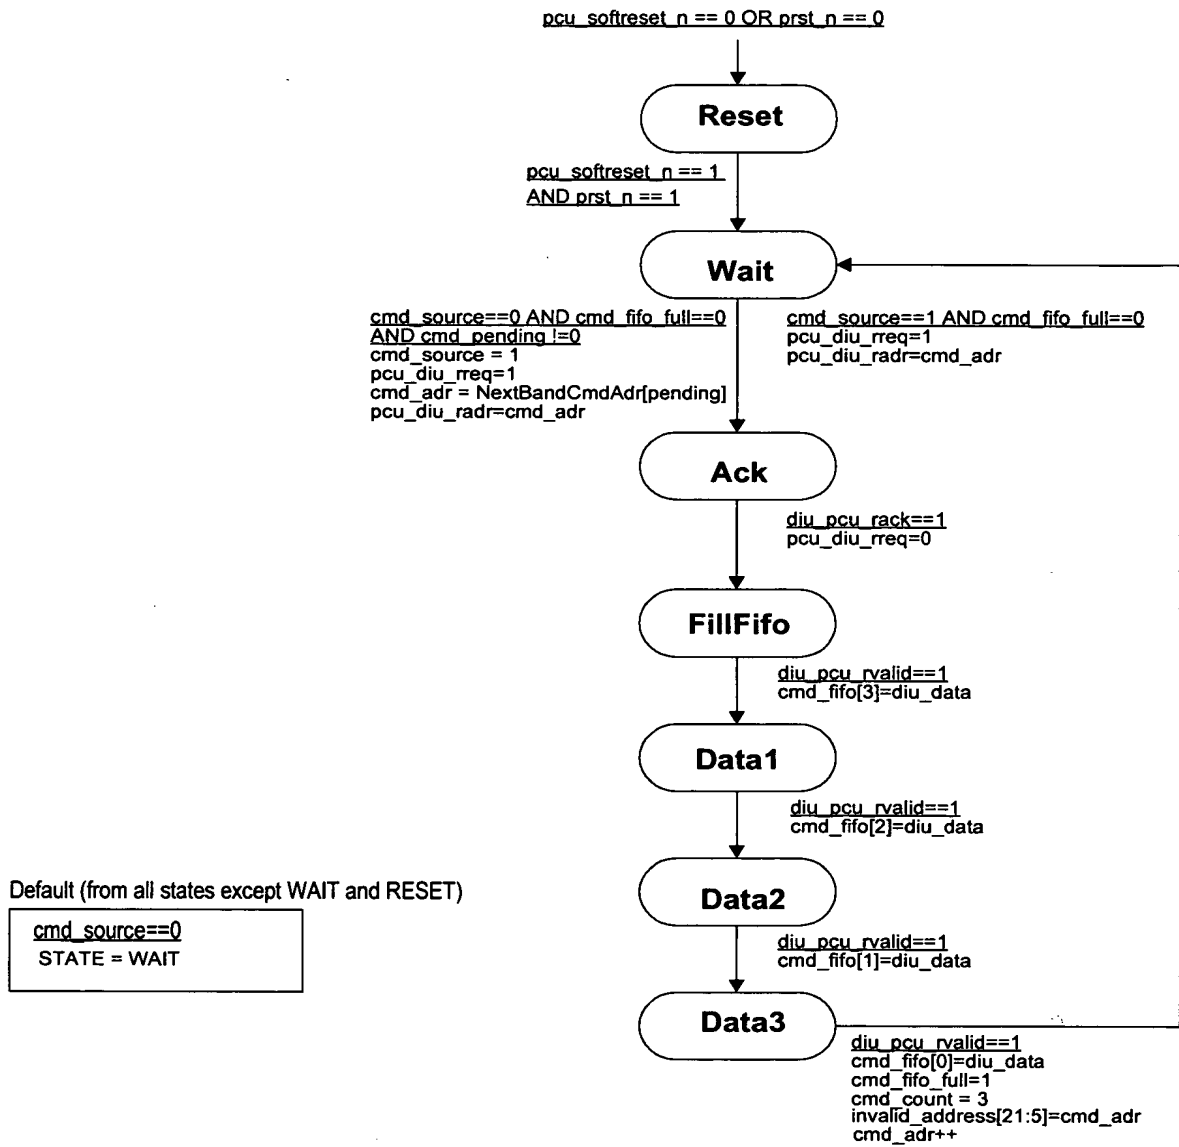 pcu_softreset_n == 0 OR prst_n == 0
Reset
pcu_softreset_n == 1
AND prst_n == 1
Wait
cmd_source==0 AND cmd_fifo_full==0
AND cmd_pending !=0
cmd_source = 1
pcu_diu_rreq=1
cmd_adr = NextBandCmdAdr[pending]
pcu_diu_radr=cmd_adr
cmd_source==1 AND cmd_fifo_full==0
pcu_diu_rreq=1
pcu_diu_radr=cmd_adr
Ack
diu_pcu_rack==1
pcu_diu_rreq=0
FillFifo
diu_pcu_rvalid==1
cmd_fifo[3]=diu_data
Data1
diu_pcu_rvalid==1
cmd_fifo[2]=diu_data
Data2
Default (from all states except WAIT and RESET)
cmd_source==0
STATE = WAIT
diu_pcu_rvalid==1
cmd_fifo[1]=diu_data
Data3
diu_pcu_rvalid==1
cmd_fifo[0]=diu_data
cmd_fifo_full=1
cmd_count = 3
invalid_address[21:5]=cmd_adr
cmd_adr++